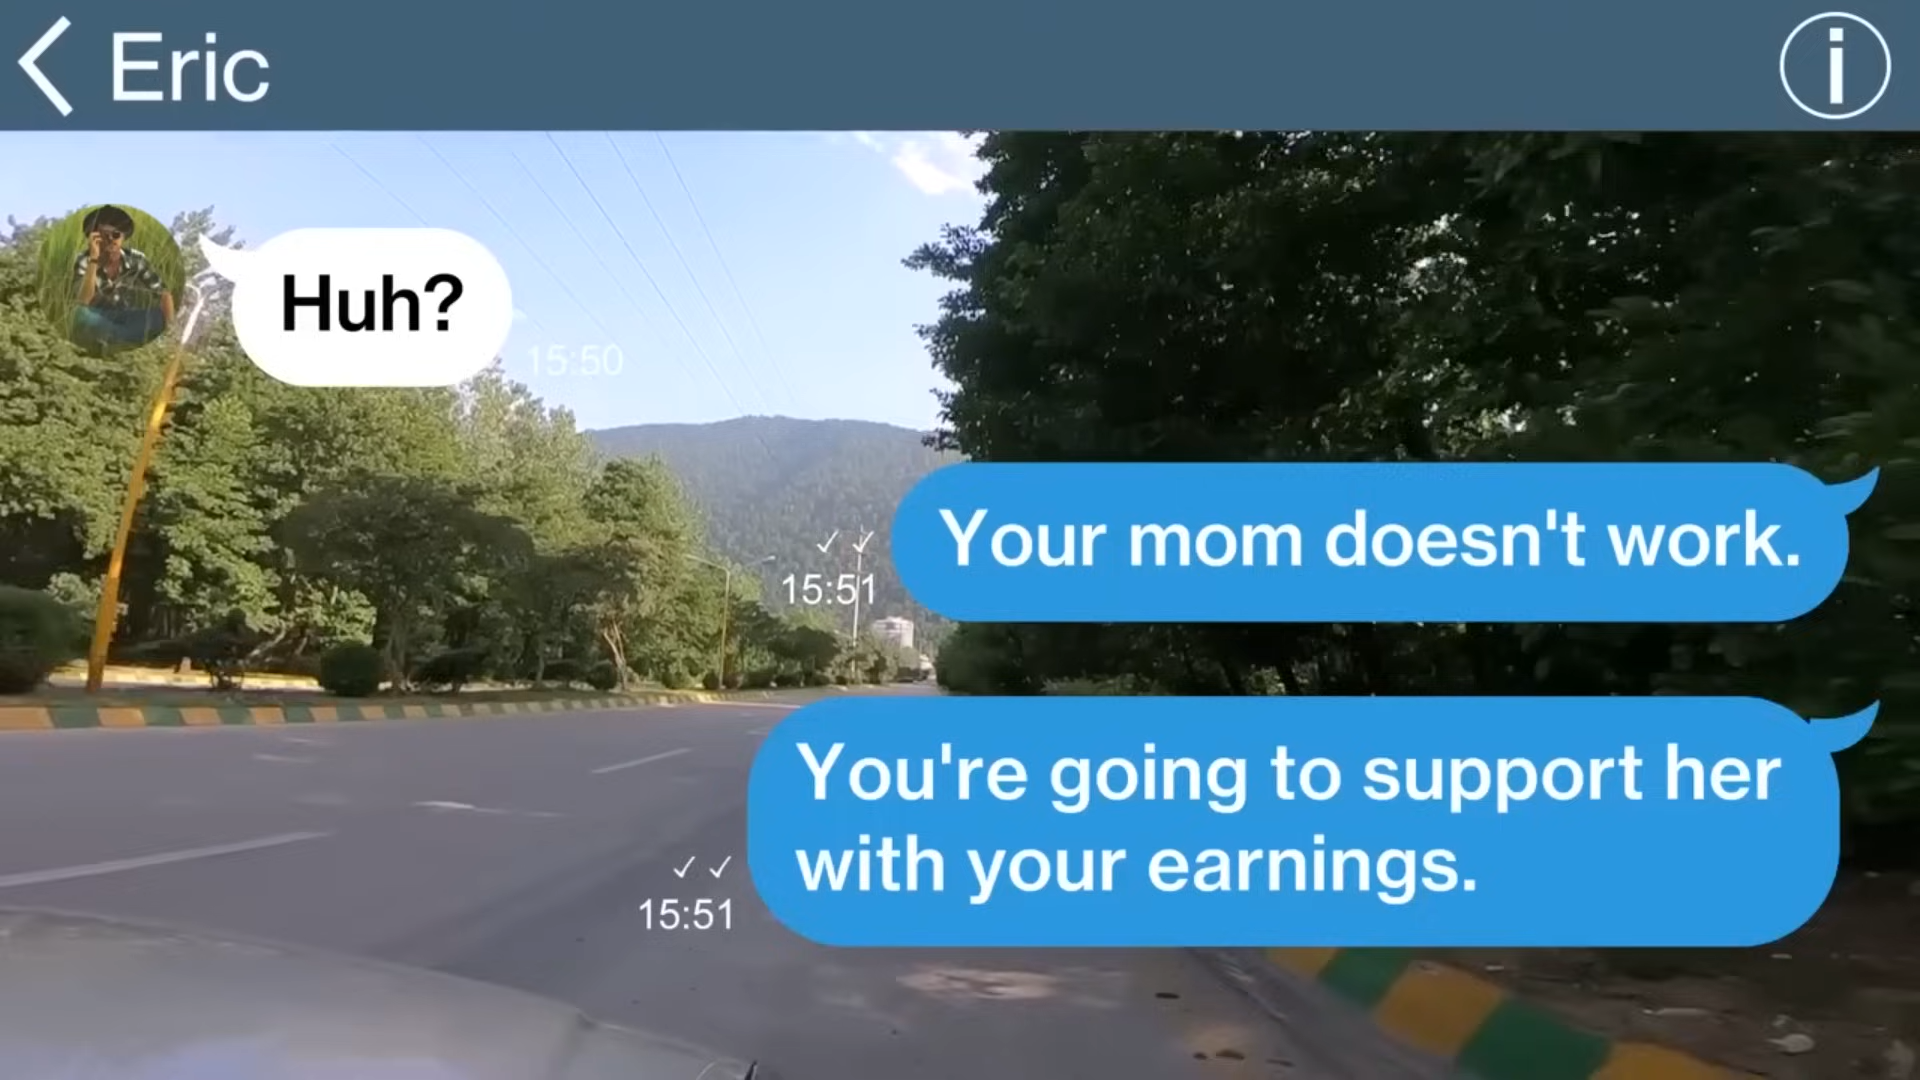 Eric
Huh?
15:50
Your mom doesn't work.
15:51
You're going to support her
with your earnings.
15:51